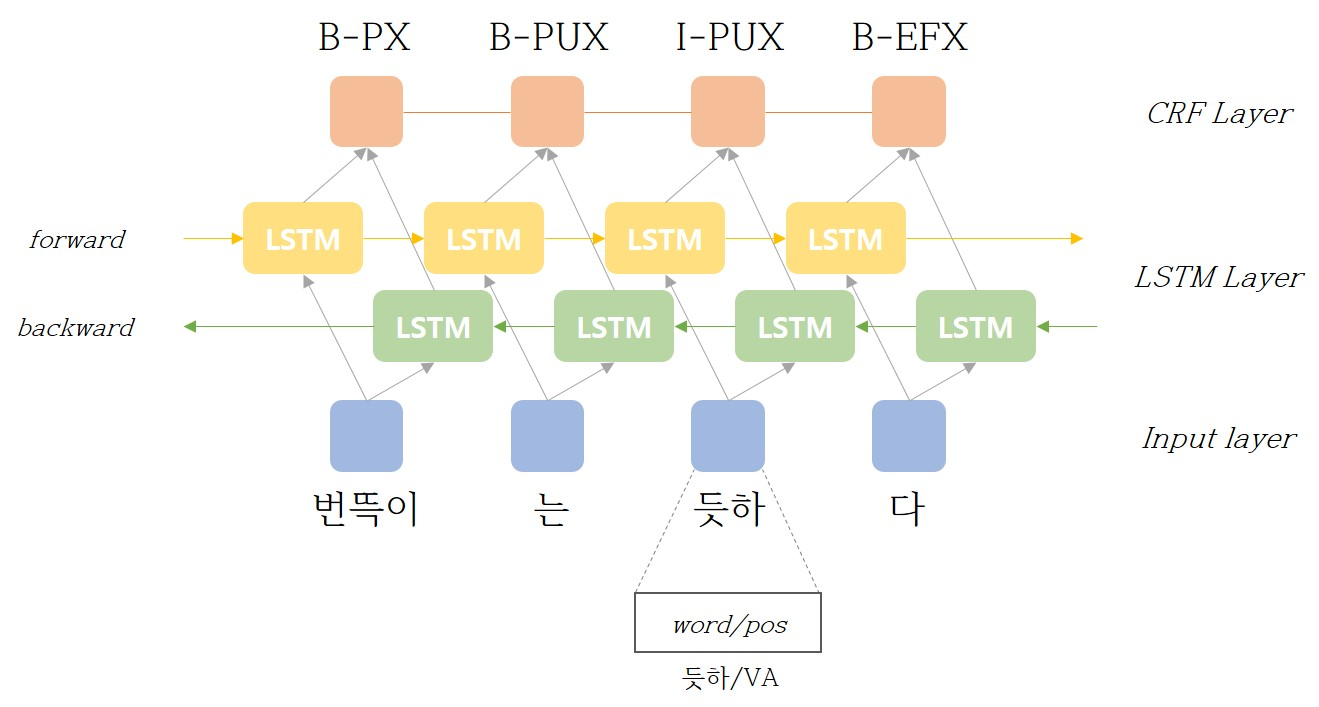 B-PX B-PUX I-PUX B-EFX
CRF Layer
forward LSTM LSTM LSTM LSTM
LSTM Layer
backward LSTM LSTM LSTM LSTM
Input layer
번뜩이 는 듯하 다
word/pos
듯하/VA